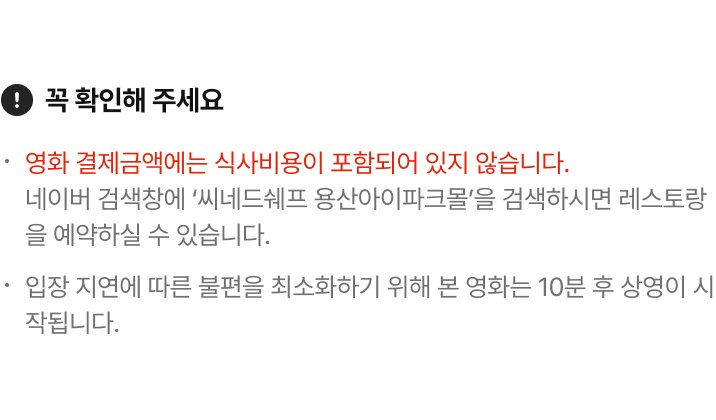 꼭 확인해 주세요
· 영화 결제금액에는 식사비용이 포함되어 있지 않습니다.
네이버 검색창에 ‘씨네드쉐프 용산아이파크몰’을 검색하시면 레스토랑
을 예약하실 수 있습니다.
· 입장 지연에 따른 불편을 최소화하기 위해 본 영화는 10분 후 상영이 시
작됩니다.